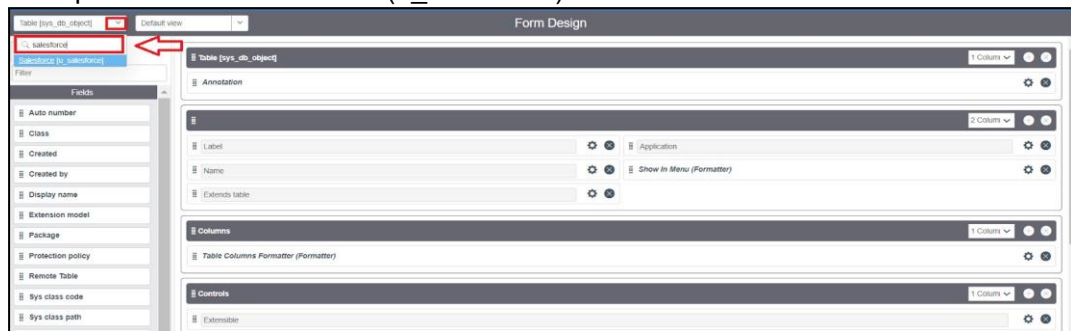 Table [sys_db_object]
Default view
Form Design
salesforce
Salesforce [u_salesforce]
Filter
Fields
Auto number
Class
Created
Created by
Display name
Extension model
Package
Protection policy
Remote Table
Sys class code
Sys class path
Table [sys_db_object]
1 Column
Annotation
2 Column
Label
Application
Name
Show In Menu (Formatter)
Extends table
Columns
1 Column
Table Columns Formatter (Formatter)
Controls
1 Column
Extensible